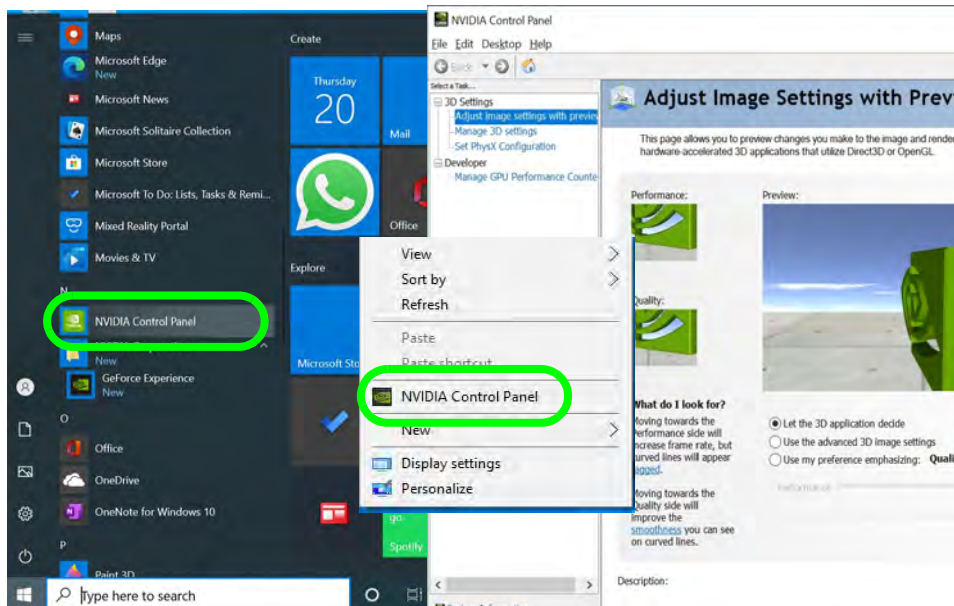 Maps
Microsoft Edge
New
Microsoft News
Microsoft Solitaire Collection
Microsoft Store
Microsoft To Do: Lists, Tasks & Remi...
Mixed Reality Portal
Movies & TV
N
NVIDIA Control Panel
New
GeForce Experience
New
O
Office
OneDrive
OneNote for Windows 10
P
Paint 3D
Type here to search
Create
Thursday
20
Mail
Office
Explore
Microsoft Sto
go.
Spotify
View
Sort by
Refresh
Paste
Paste shortcut
NVIDIA Control Panel
New
Display settings
Personalize
NVIDIA Control Panel
File Edit Desktop Help
Back
Select a Task...
3D Settings
Adjust image settings with preview
Manage 3D settings
Set PhysX Configuration
Developer
Manage GPU Performance Counte
Adjust Image Settings with Prev
This page allows you to preview changes you make to the image and render
hardware-accelerated 3D applications that utilize Direct3D or OpenGL.
Performance:
Preview:
Quality:
What do I look for?
Moving towards the
Performance side will
increase frame rate, but
curved lines will appear
jagged.
Moving towards the
Quality side will
improve the
smoothness you can see
on curved lines.
Let the 3D application decide
Use the advanced 3D image settings
Use my preference emphasizing: Quali
Performance
Description: